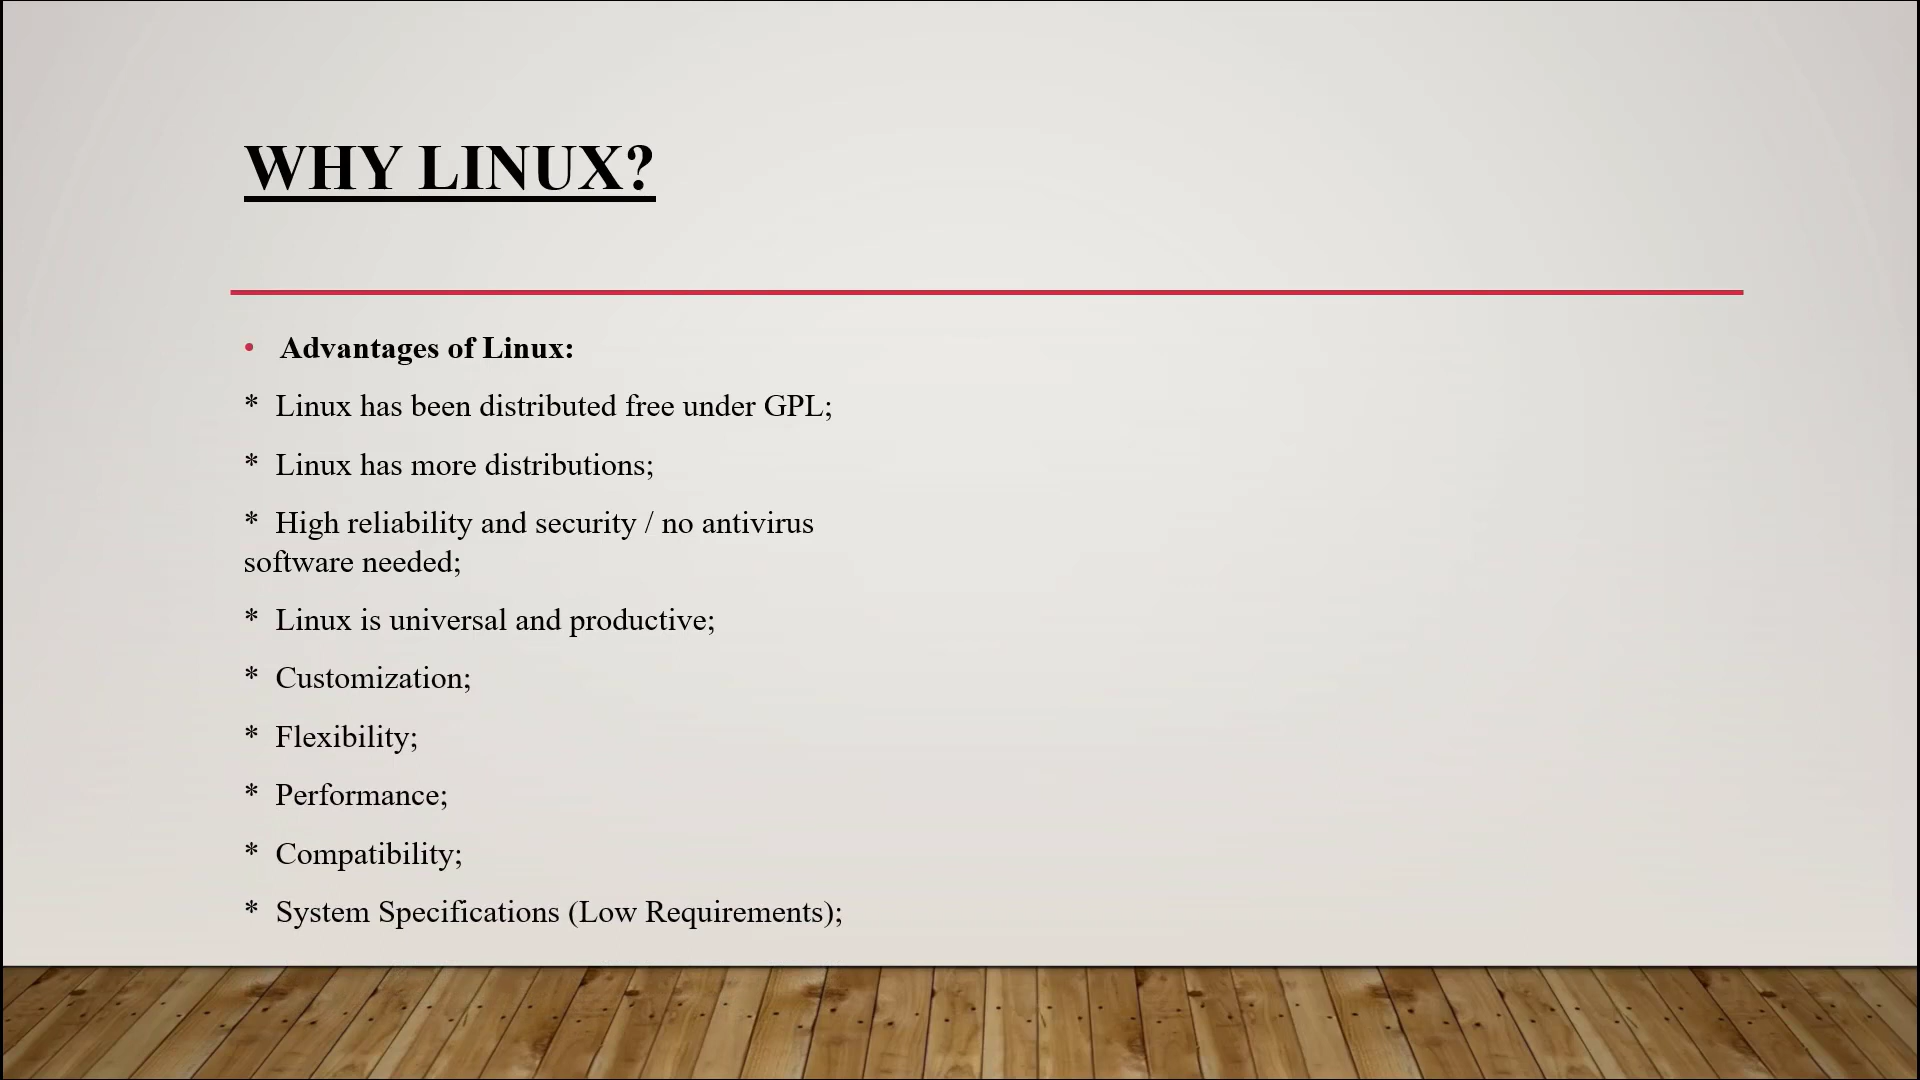 WHY LINUX?
• Advantages of Linux:
* Linux has been distributed free under GPL;
* Linux has more distributions;
* High reliability and security / no antivirus
software needed;
* Linux is universal and productive;
* Customization;
* Flexibility;
* Performance;
* Compatibility;
* System Specifications (Low Requirements);